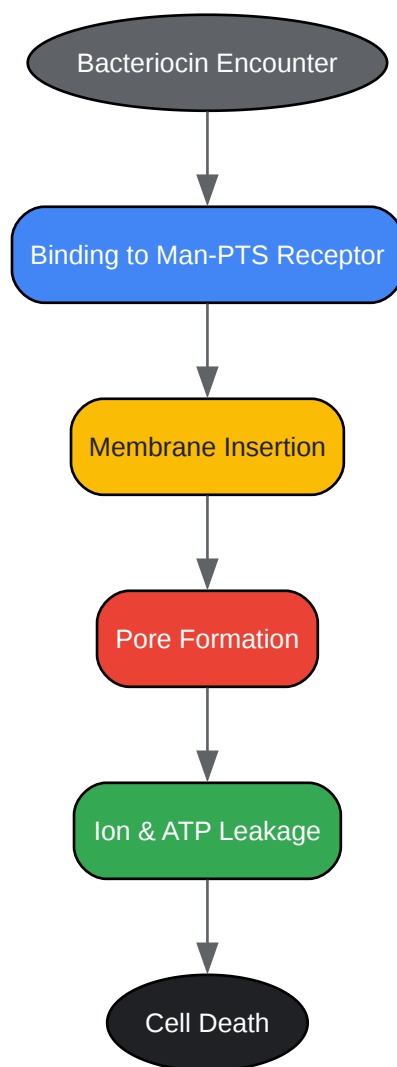 Bacteriocin Encounter
Binding to Man-PTS Receptor
Membrane Insertion
Pore Formation
Ion & ATP Leakage
Cell Death